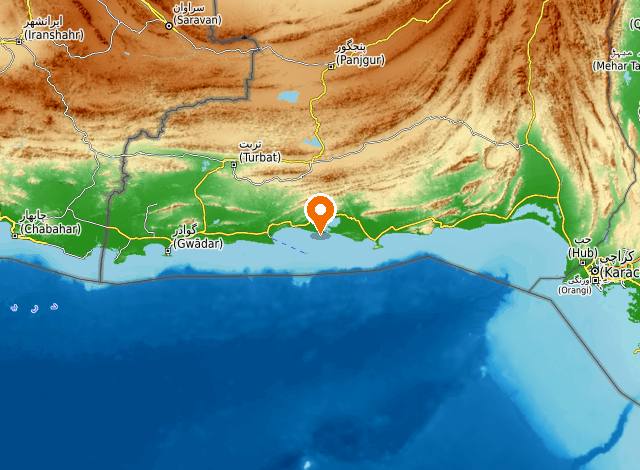 سراوان
(Saravan)
ایرانشهر
(Iranshahr)
پنجگور
(Panjgur)
تربت
(Turbat)
چابهار
(Chabahar)
گوادر
(Gwadar)
حب
(Hub)
کراچی
(Karac
اورنگی
(Orangi)
(Q
(Mehar Ta